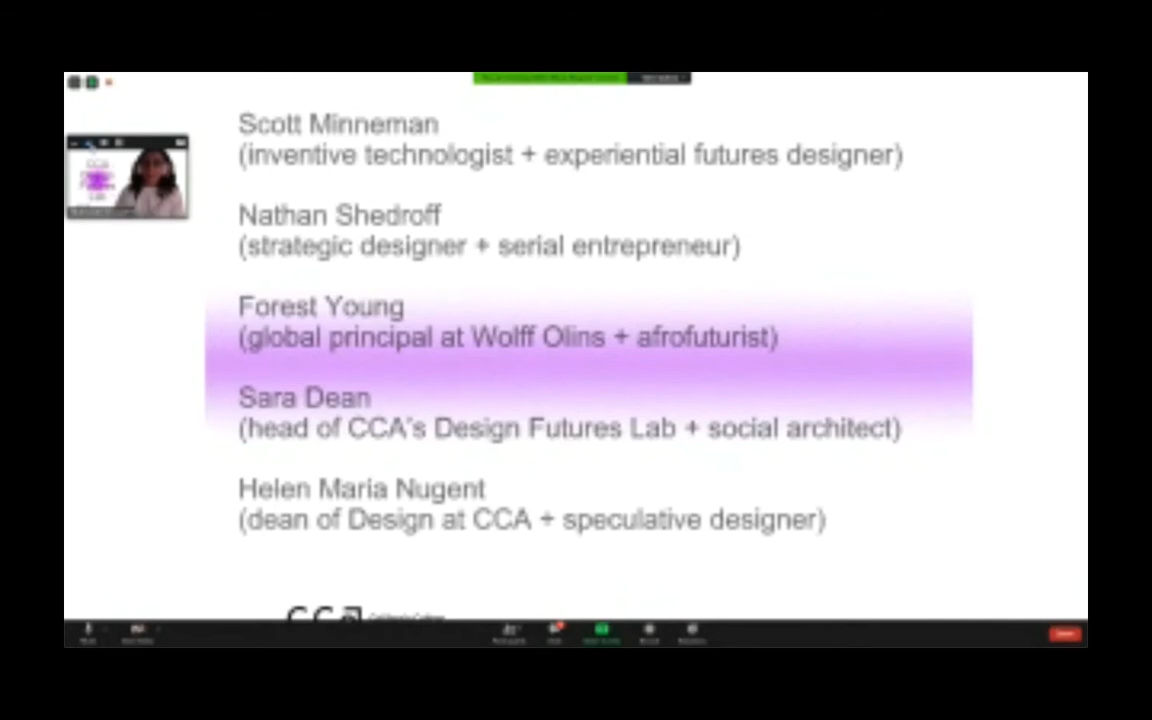 Scott Minneman
(inventive technologist + experiential futures designer)
Nathan Shedroff
(strategic designer + serial entrepreneur)
Forest Young
(global principal at Wolff Olins + afrofuturist)
Sara Dean
(head of CCA's Design Futures Lab + social architect)
Helen Maria Nugent
(dean of Design at CCA + speculative designer)
CCA